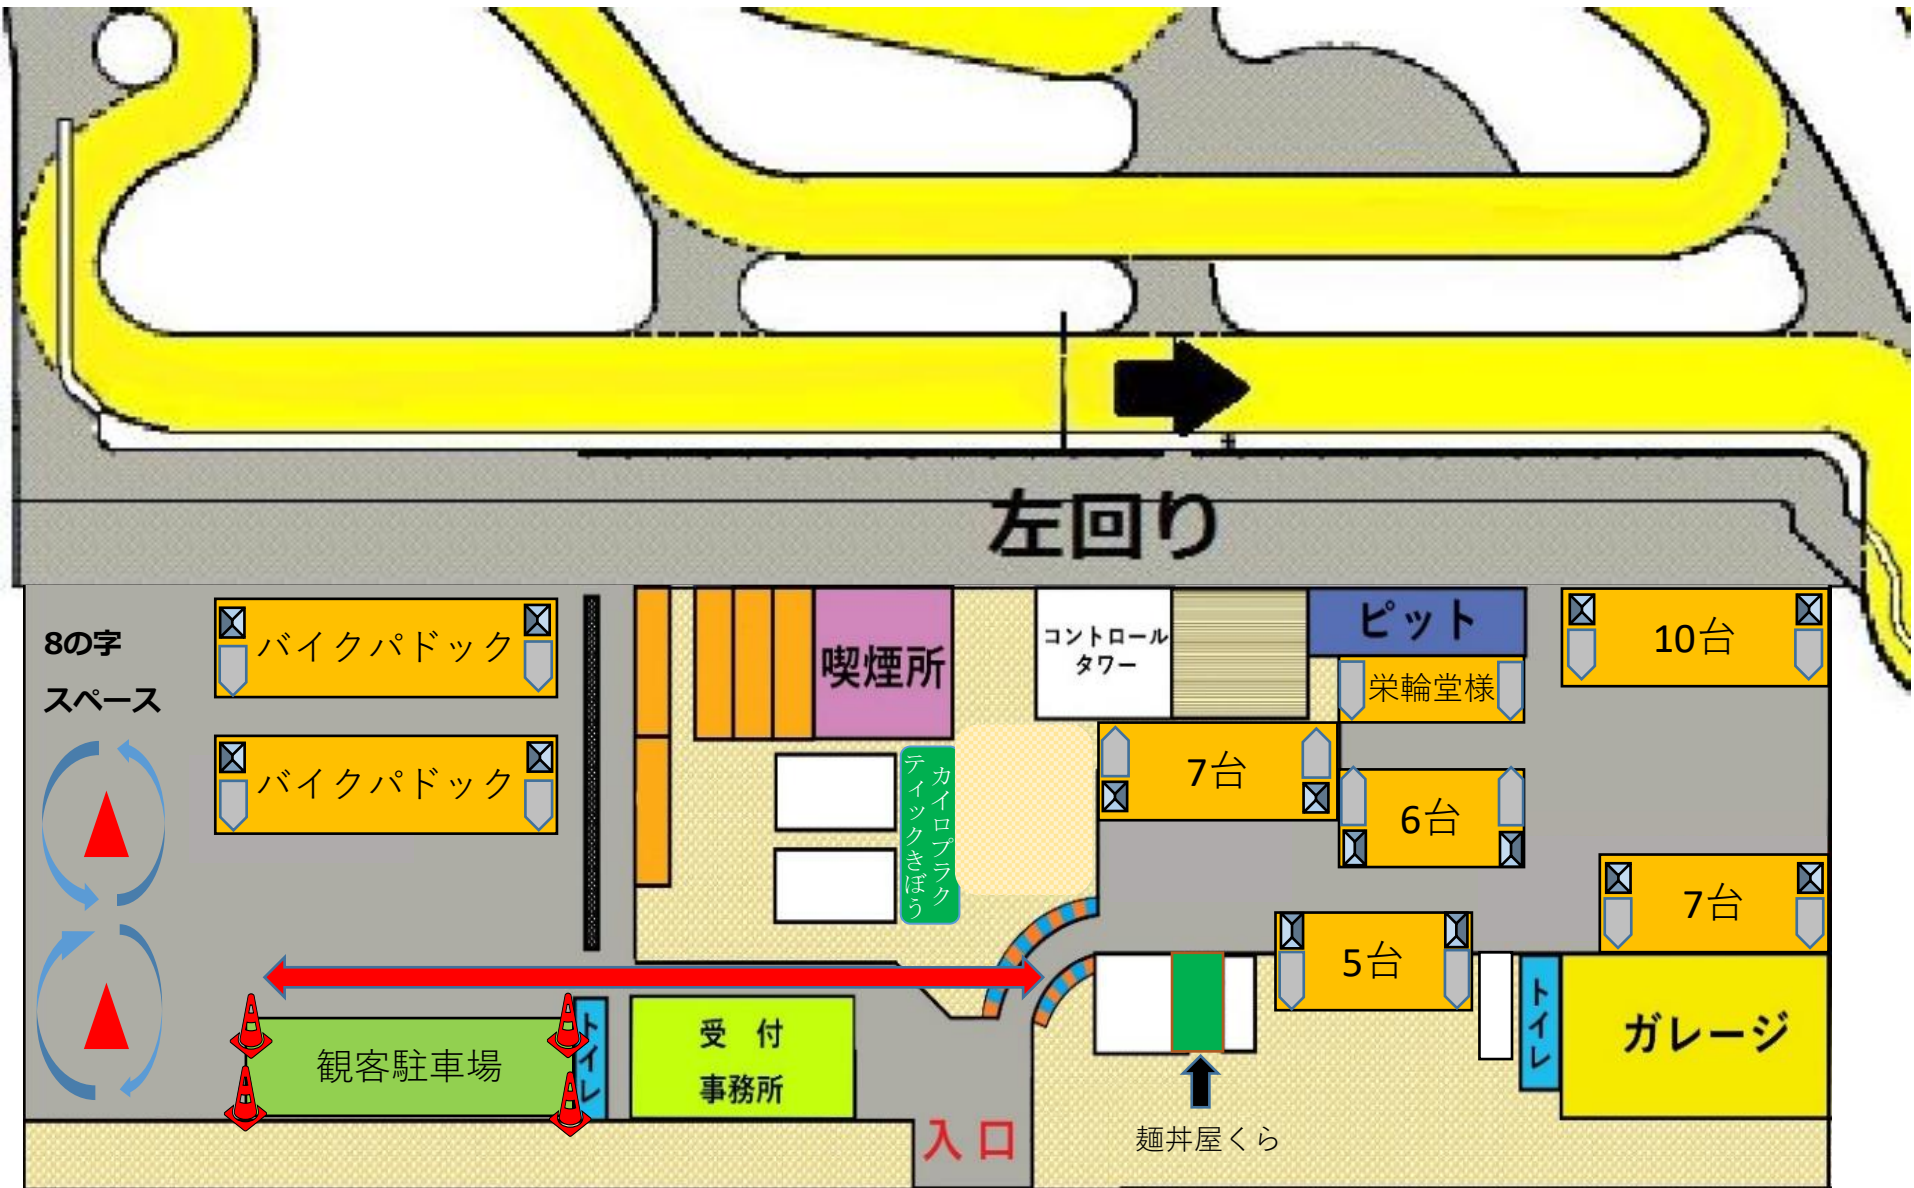 左回り
8の字
スペース
バイクパドック
バイクパドック
喫煙所
コントロール
タワー
ピット
栄輪堂様
10台
7台
6台
カイロプラク
ティックきぼう
7台
5台
トイレ
ガレージ
観客駐車場
トイレ
受　付
事務所
入口
麺丼屋くら